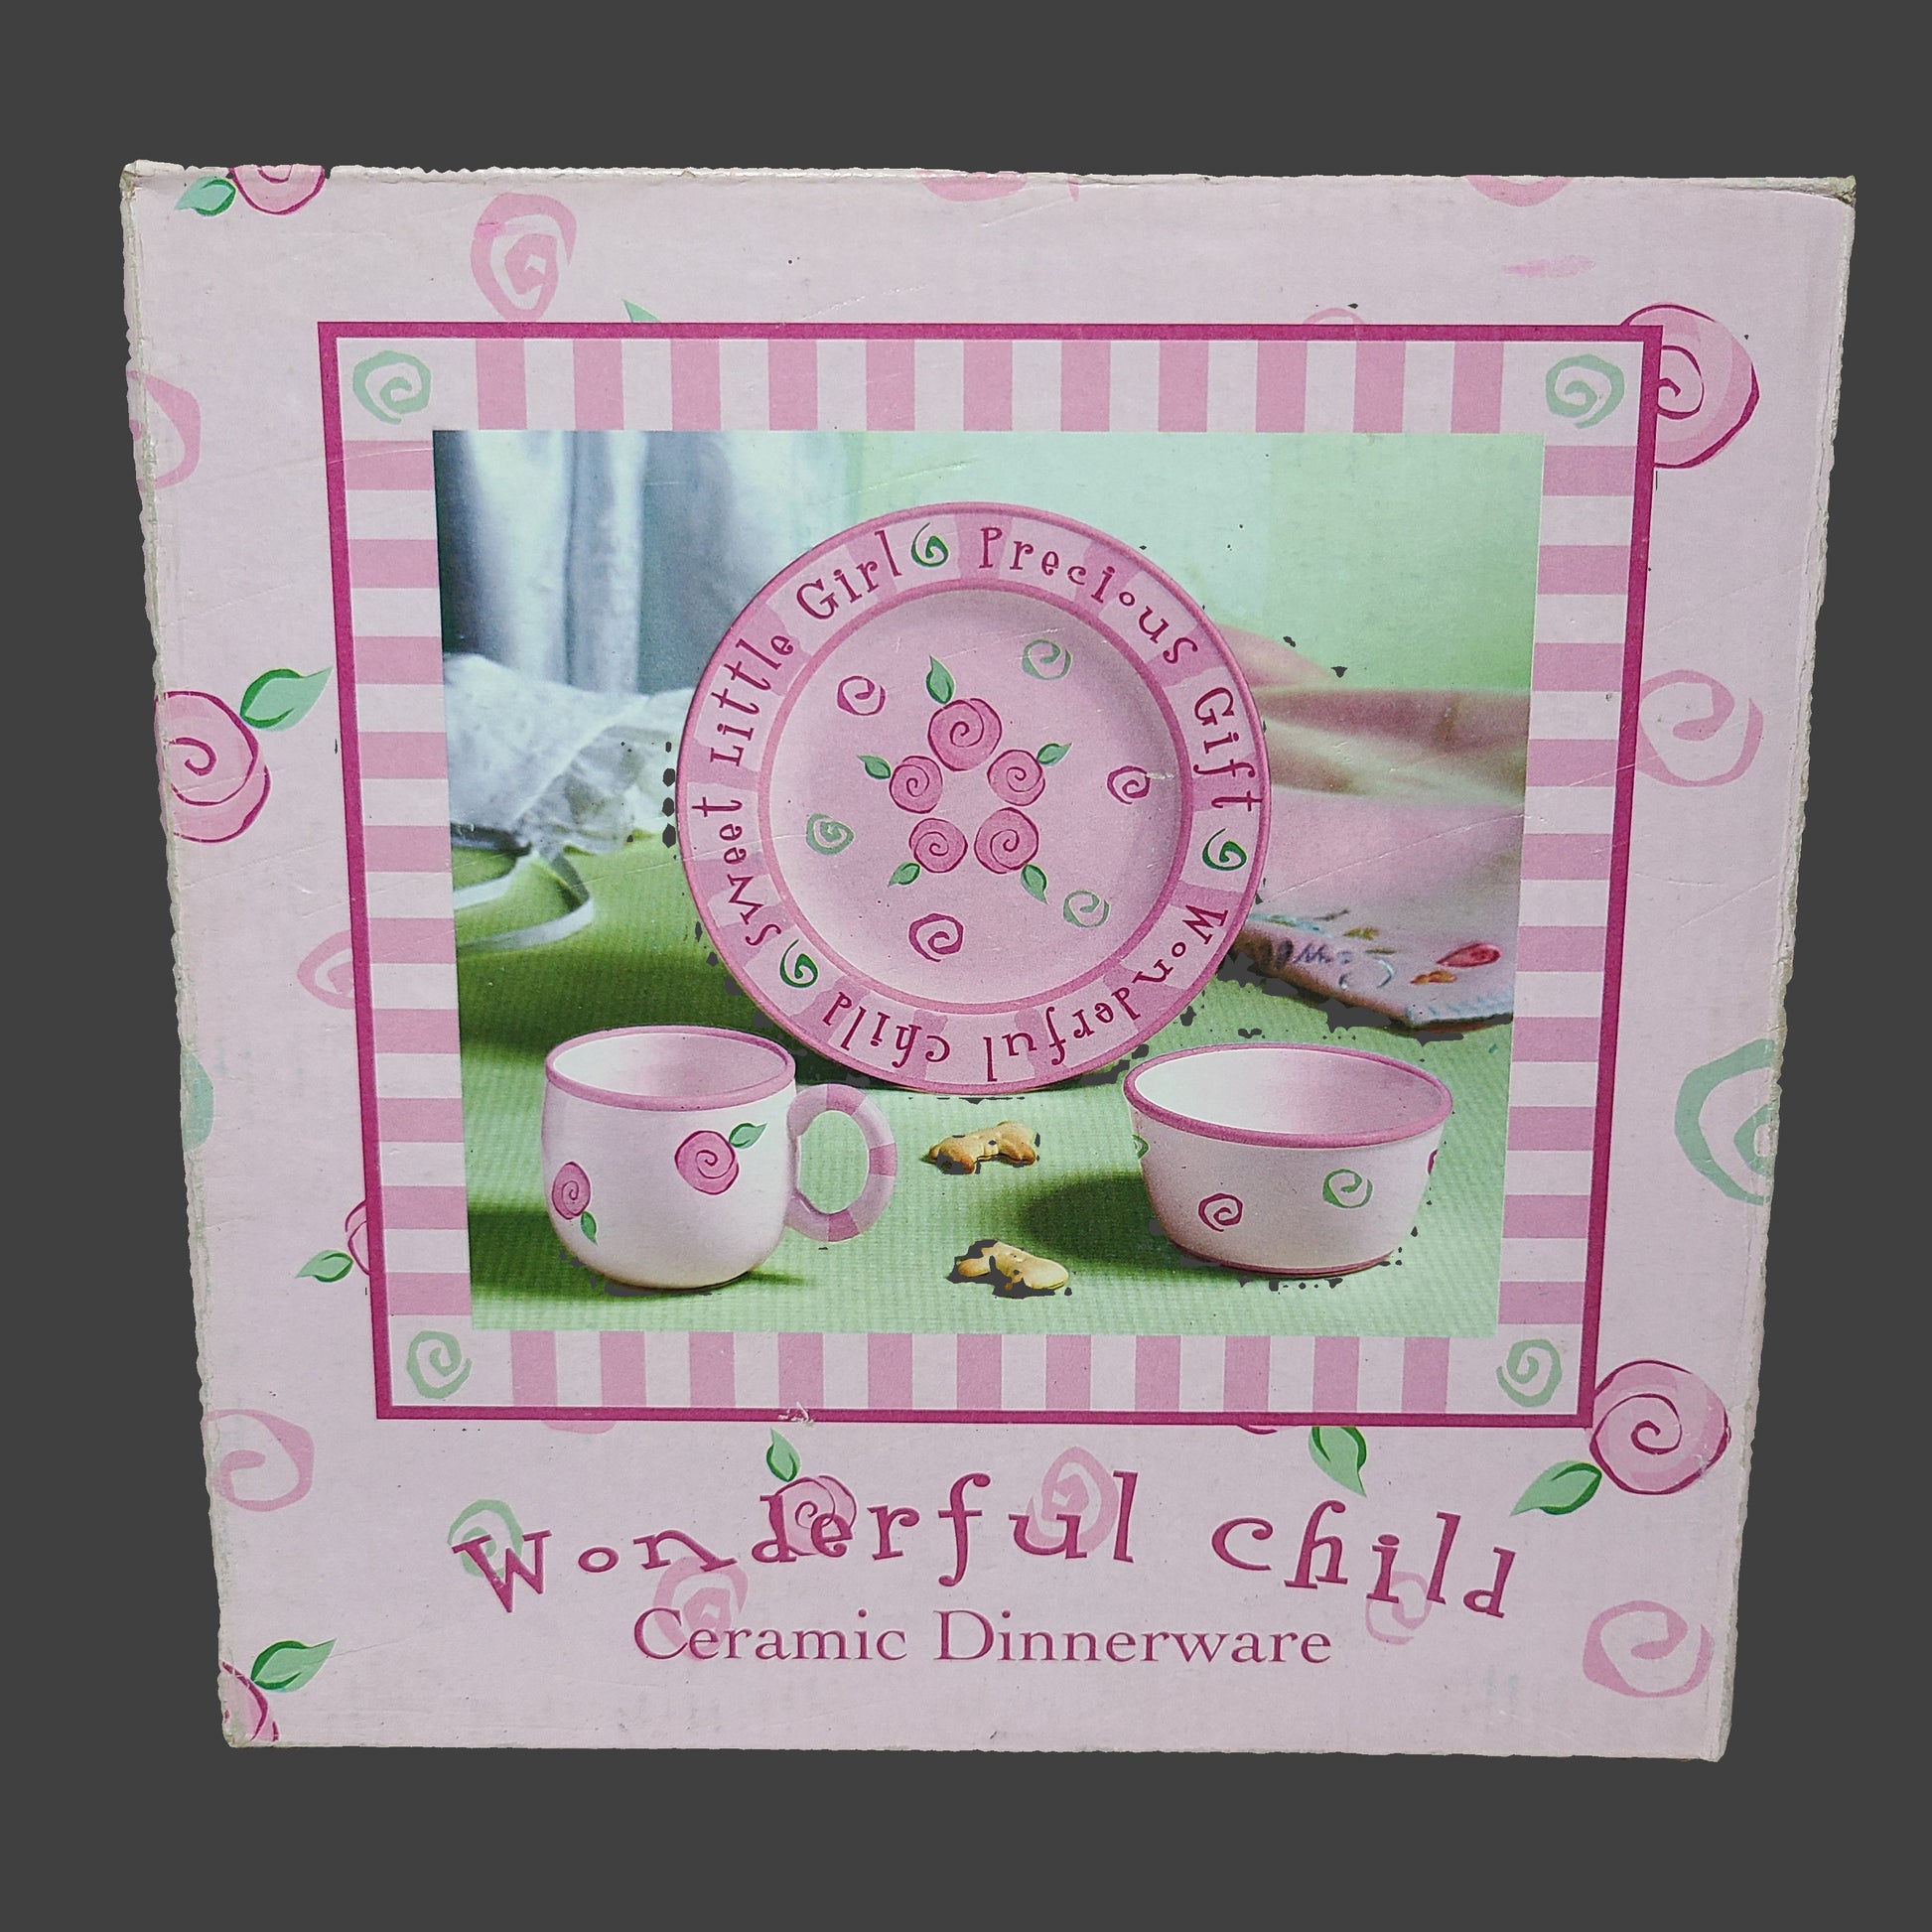 Sweet Little Girl
Precious Gift
Wonderful Child
Wonderful Child
Ceramic Dinnerware